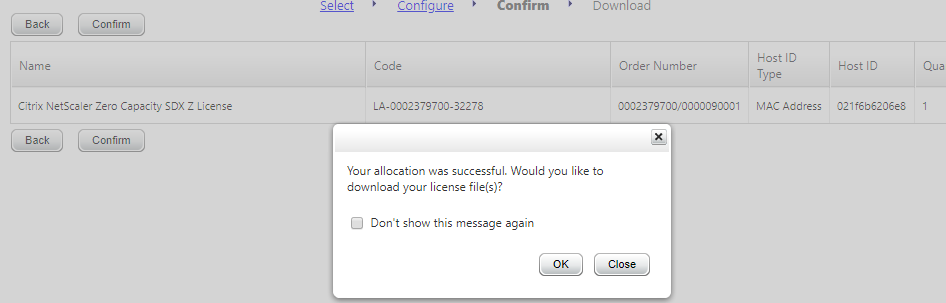 Select Configure Confirm Download
Back Confirm
Name Code Order Number Host ID Type Host ID Qua
Citrix NetScaler Zero Capacity SDX Z License LA-0002379700-32278 0002379700/0000090001 MAC Address 021f6b6206e8 1
Back Confirm
Your allocation was successful. Would you like to
download your license file(s)?
Don't show this message again
OK Close